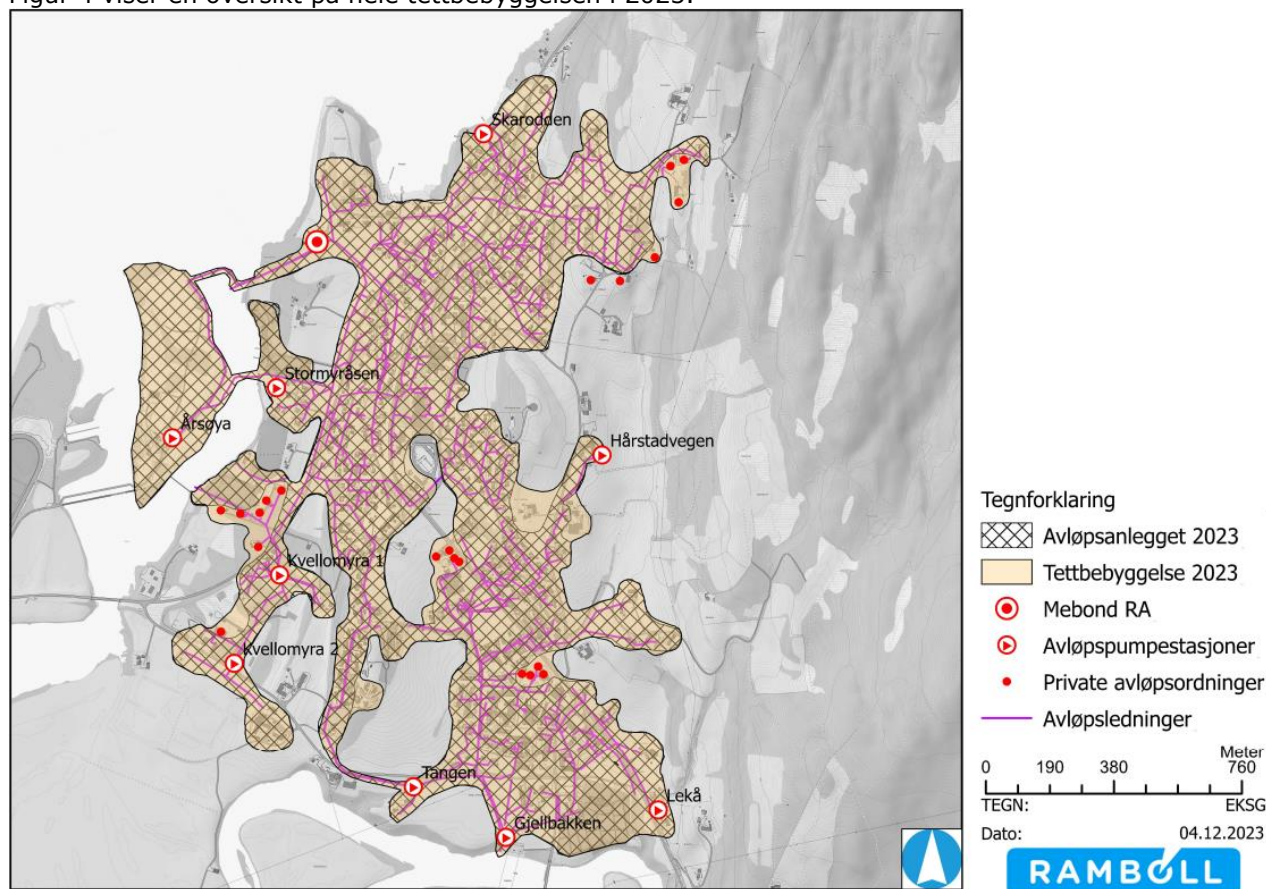 Figur 4 viser en oversikt på hele tettbebyggelsen i 2023.
Skarodden
Stormyråsen
Årsøya
Hårstadvegen
Kvellomyra 1
Kvellomyra 2
Tangen
Lekå
Gjellbakken
Tegnforklaring
Avløpsanlegget 2023
Tettbebyggelse 2023
Mebond RA
Avløpspumpestasjoner
Private avløpsordninger
Avløpsledninger
Meter
0 190 380 760
TEGN: EKSG
Dato: 04.12.2023
RAMBOLL